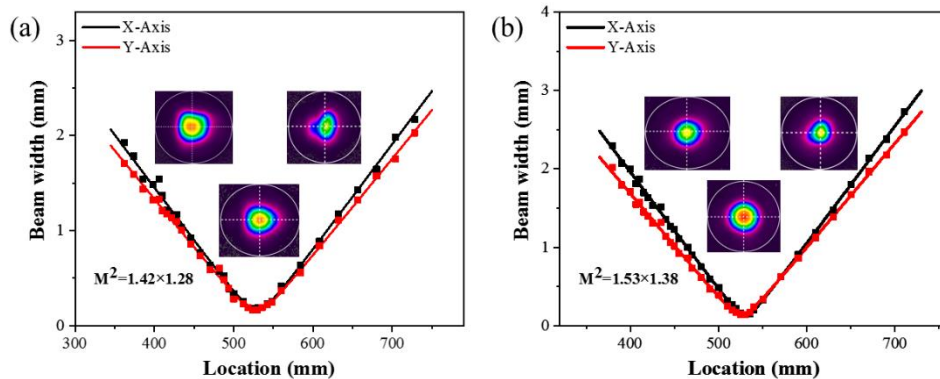 (a)
X-Axis
Y-Axis
3
2
1
0
Beam width (mm)
M²=1.42×1.28
300
400
500
600
700
Location (mm)
(b)
X-Axis
Y-Axis
4
3
2
1
0
Beam width (mm)
M²=1.53×1.38
400
500
600
700
Location (mm)